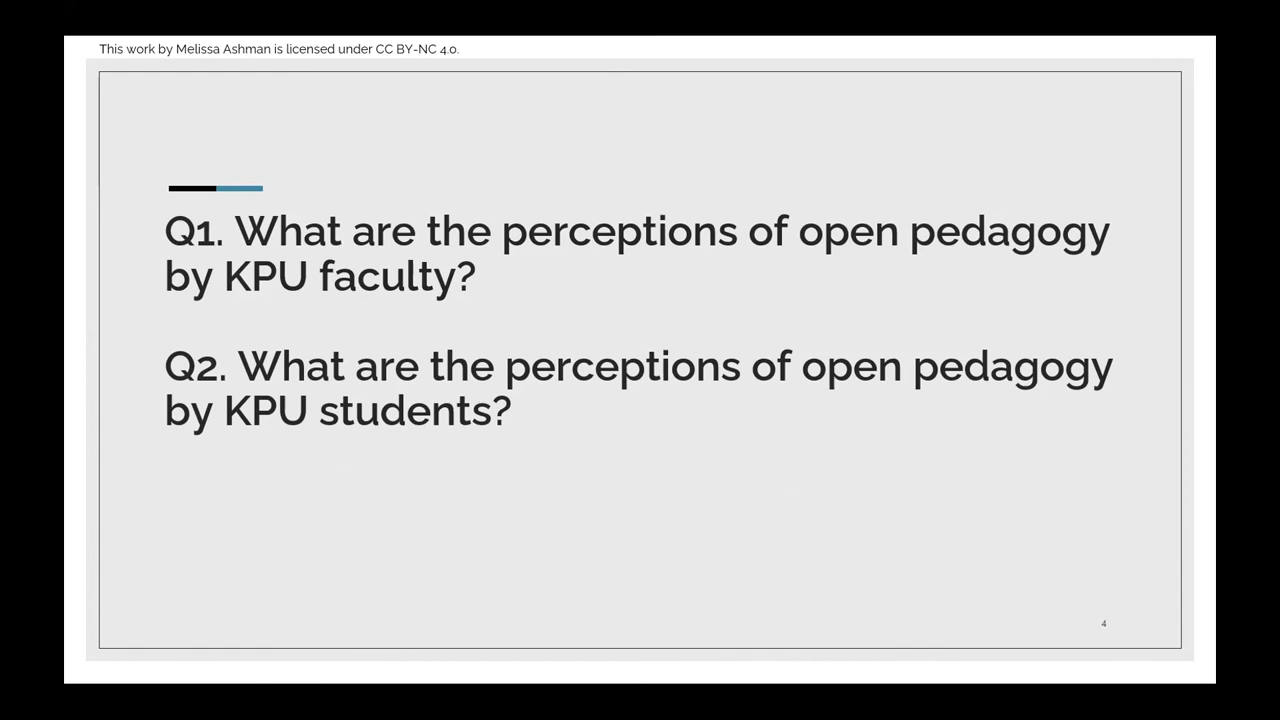 This work by Melissa Ashman is licensed under CC BY-NC 4.0.
Q1. What are the perceptions of open pedagogy
by KPU faculty?
Q2. What are the perceptions of open pedagogy
by KPU students?
4